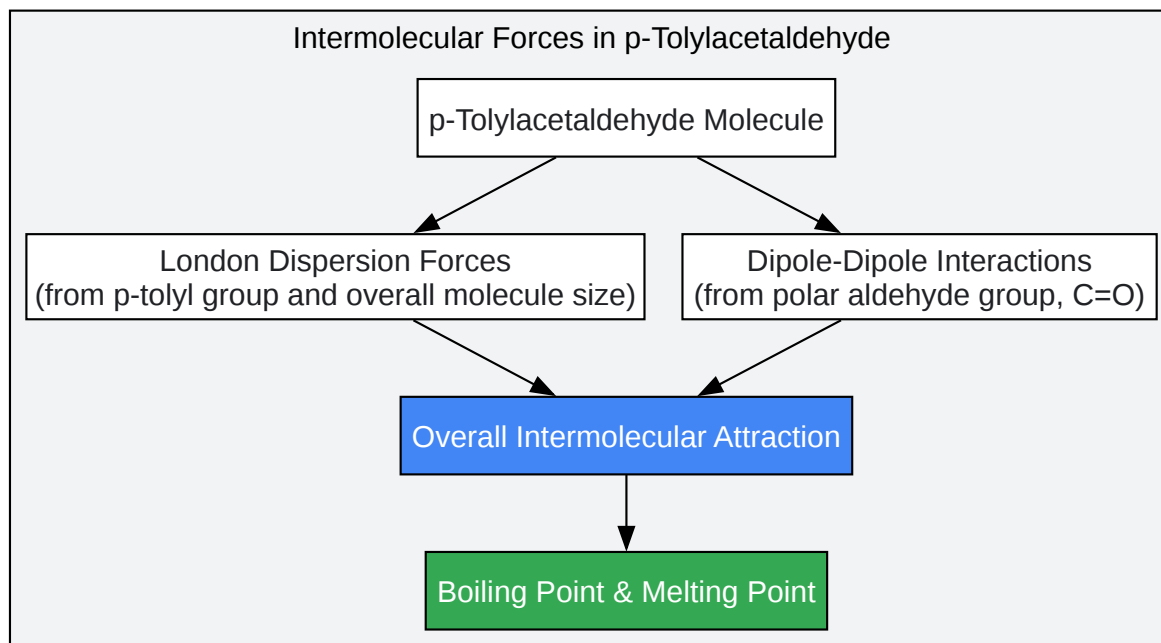 Intermolecular Forces in p-Tolylacetaldehyde
p-Tolylacetaldehyde Molecule
London Dispersion Forces
(from p-tolyl group and overall molecule size)
Dipole-Dipole Interactions
(from polar aldehyde group, C=O)
Overall Intermolecular Attraction
Boiling Point & Melting Point